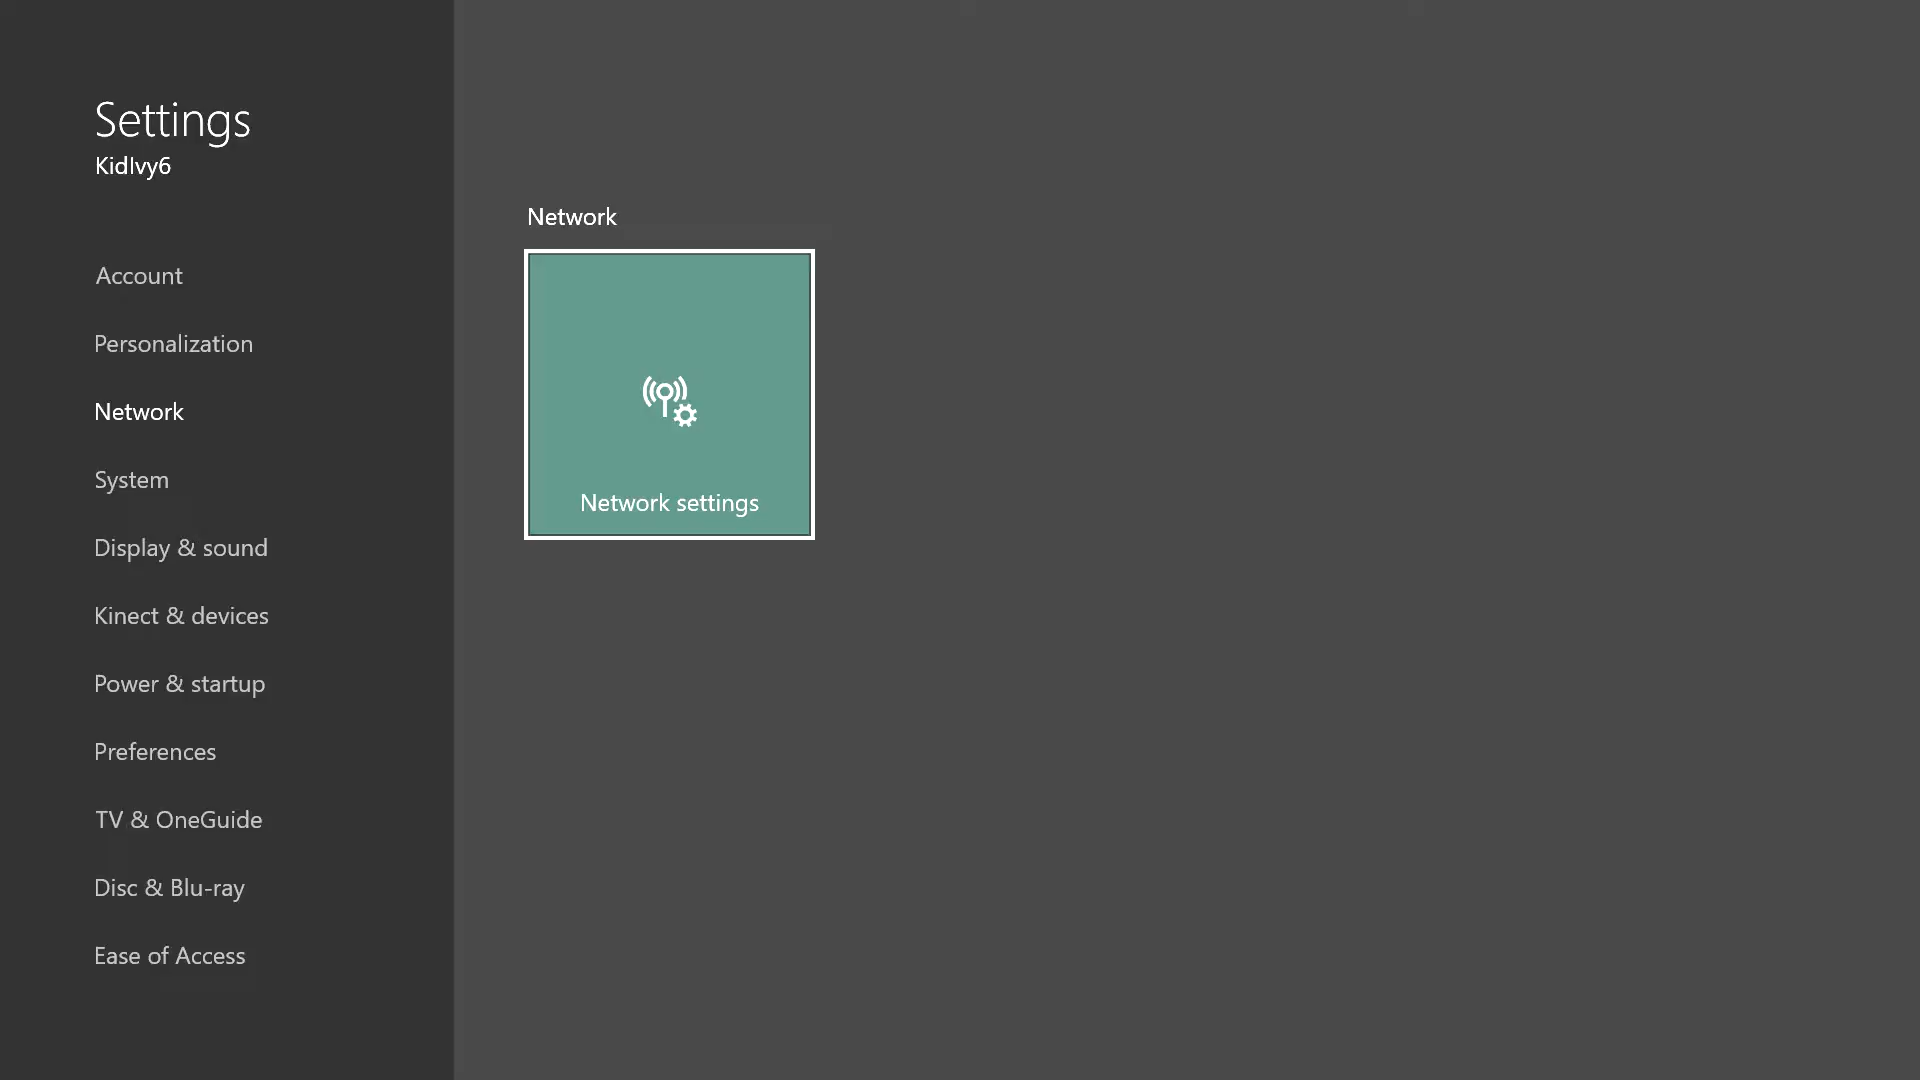 Settings
KidIvy6
Account
Personalization
Network
System
Display & sound
Kinect & devices
Power & startup
Preferences
TV & OneGuide
Disc & Blu-ray
Ease of Access
Network
Network settings